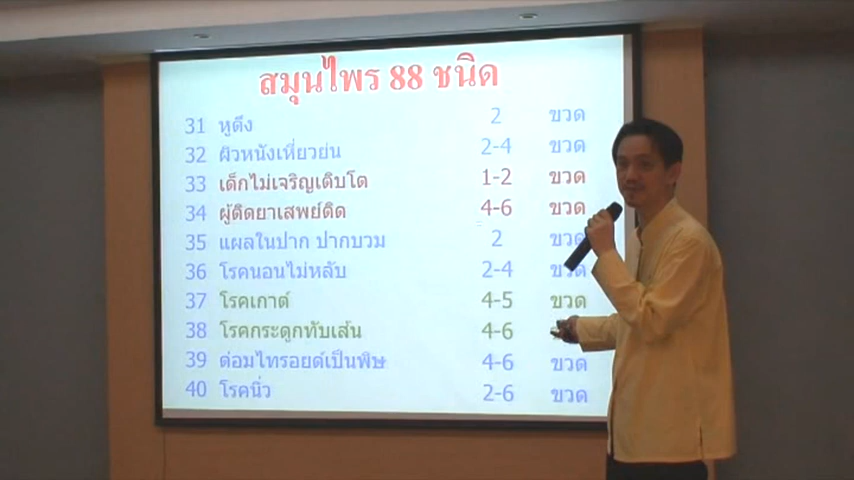 สมุนไพร 88 ชนิด
31 หูตึง 2 ขวด
32 ผิวหนังเหี่ยวย่น 2-4 ขวด
33 เด็กไม่เจริญเติบโต 1-2 ขวด
34 ผู้ติดยาเสพย์ติด 4-6 ขวด
35 แผลในปาก ปากบวม 2 ขวด
36 โรคนอนไม่หลับ 2-4 ขวด
37 โรคเกาต์ 4-5 ขวด
38 โรคกระดูกทับเส้น 4-6
39 ต่อมไทรอยด์เป็นพิษ 4-6 ขวด
40 โรคนิ่ว 2-6 ขวด